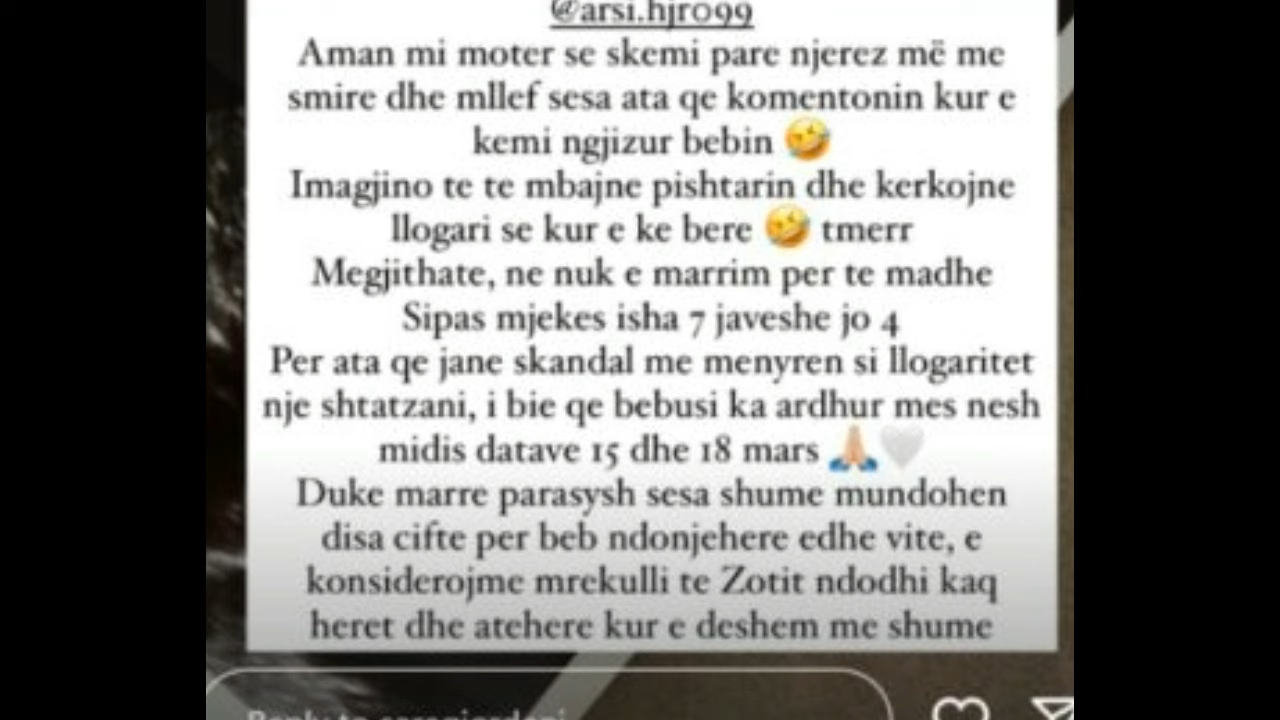 @arsi.hjr099
Aman mi moter se skemi pare njerez më me
smire dhe mllef sesa ata qe komentonin kur e
kemi ngjizur bebin 🤣
Imagjino te te mbajne pishtarin dhe kerkojne
llogari se kur e ke bere 🤣 tmerr
Megjithate, ne nuk e marrim per te madhe
Sipas mjekes isha 7 javeshe jo 4
Per ata qe jane skandal me menyren si llogaritet
nje shtatzani, i bie qe bebusi ka ardhur mes nesh
midis datave 15 dhe 18 mars 🙏🏼🤍
Duke marre parasysh sesa shume mundohen
disa cifte per beb ndonjehere edhe vite, e
konsiderojme mrekulli te Zotit ndodhi kaq
heret dhe atehere kur e deshem me shume
Reply to